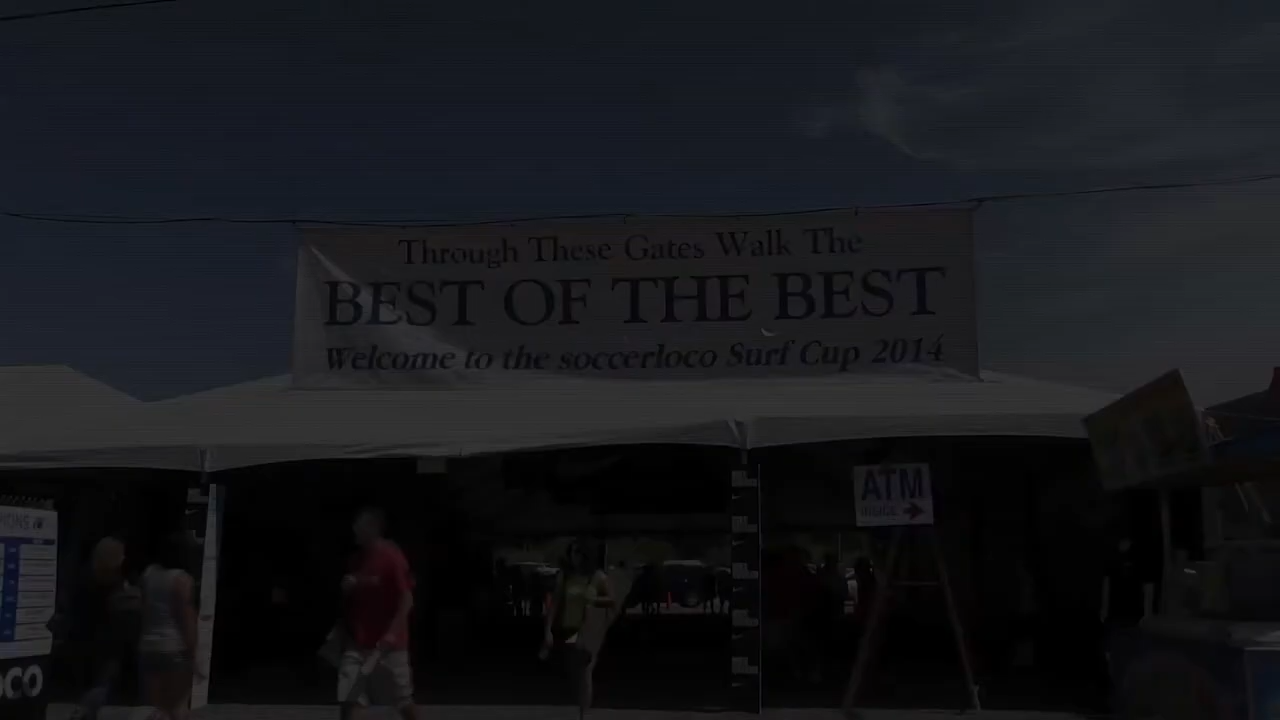 Through These Gates Walk The
BEST OF THE BEST
Welcome to the soccerloco Surf Cup 2014
ATM
INSIDE
OCO